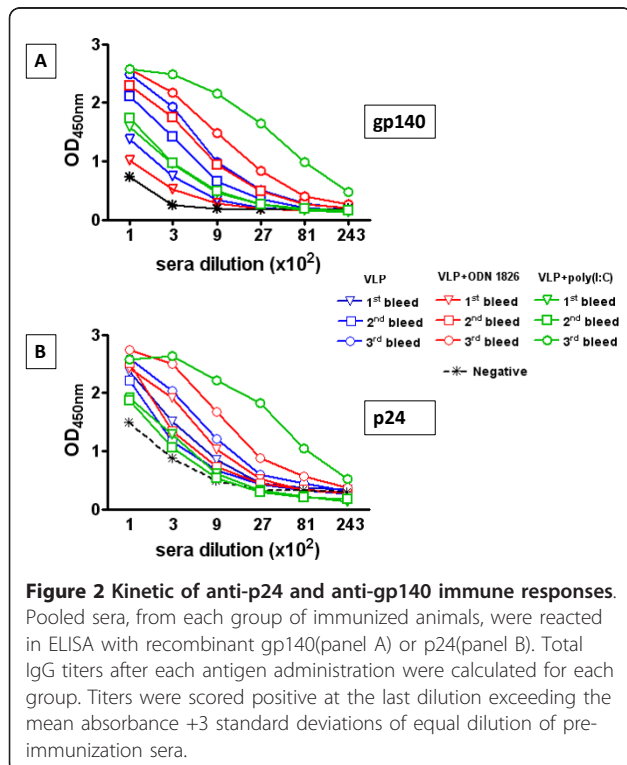 A
gp140
OD450nm
3
2
1
0
1 3 9 27 81 243
sera dilution (x10²)
VLP VLP+ODN 1826 VLP+poly(I:C)
1st bleed 1st bleed 1st bleed
2nd bleed 2nd bleed 2nd bleed
3rd bleed 3rd bleed 3rd bleed
Negative
B
p24
OD450nm
3
2
1
0
1 3 9 27 81 243
sera dilution (x10²)
Figure 2 Kinetic of anti-p24 and anti-gp140 immune responses.
Pooled sera, from each group of immunized animals, were reacted
in ELISA with recombinant gp140(panel A) or p24(panel B). Total
IgG titers after each antigen administration were calculated for each
group. Titers were scored positive at the last dilution exceeding the
mean absorbance +3 standard deviations of equal dilution of pre-
immunization sera.